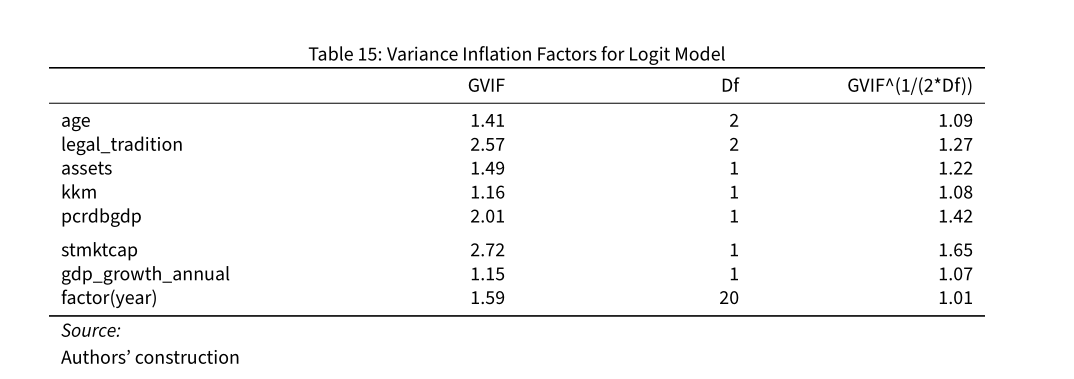 Table 15: Variance Inflation Factors for Logit Model
GVIF Df GVIF^(1/(2*Df))
age 1.41 2 1.09
legal_tradition 2.57 2 1.27
assets 1.49 1 1.22
kkm 1.16 1 1.08
pcrdbgdp 2.01 1 1.42
stmktcap 2.72 1 1.65
gdp_growth_annual 1.15 1 1.07
factor(year) 1.59 20 1.01
Source:
Authors’ construction